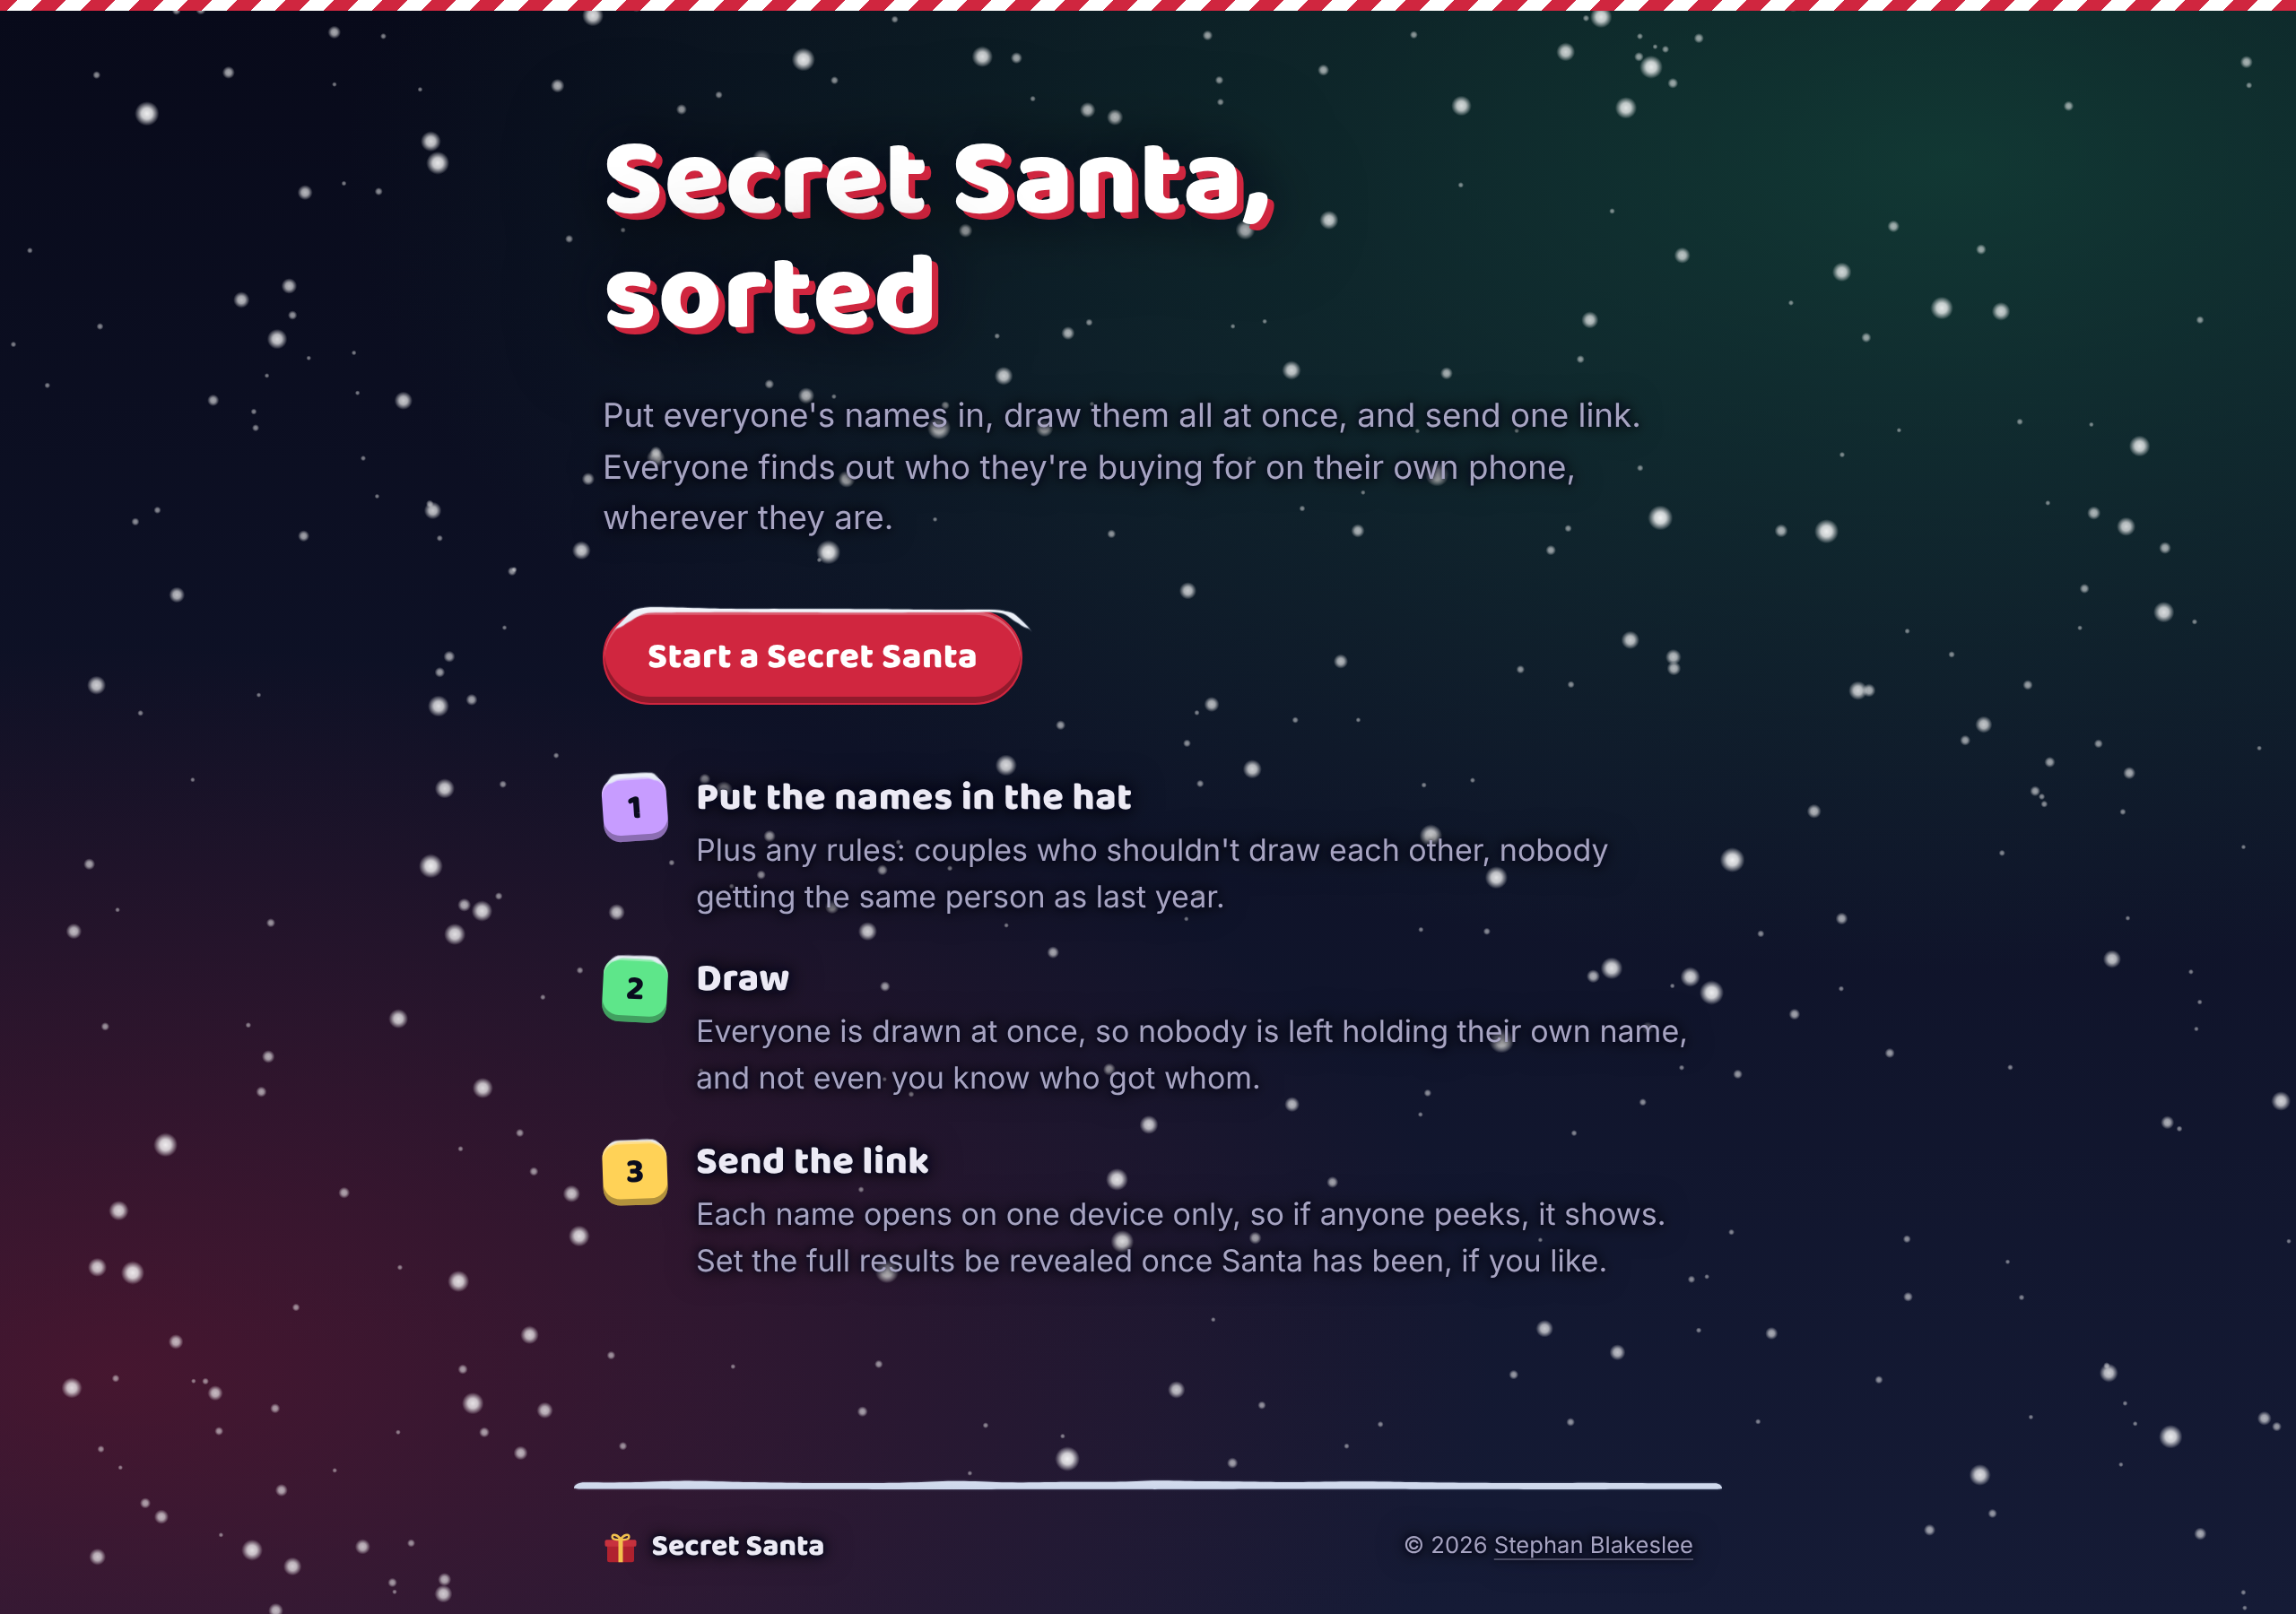 Secret Santa,
sorted
Put everyone's names in, draw them all at once, and send one link.
Everyone finds out who they're buying for on their own phone,
wherever they are.
Start a Secret Santa
1
Put the names in the hat
Plus any rules: couples who shouldn't draw each other, nobody
getting the same person as last year.
2
Draw
Everyone is drawn at once, so nobody is left holding their own name,
and not even you know who got whom.
3
Send the link
Each name opens on one device only, so if anyone peeks, it shows.
Set the full results be revealed once Santa has been, if you like.
Secret Santa
© 2026 Stephan Blakeslee